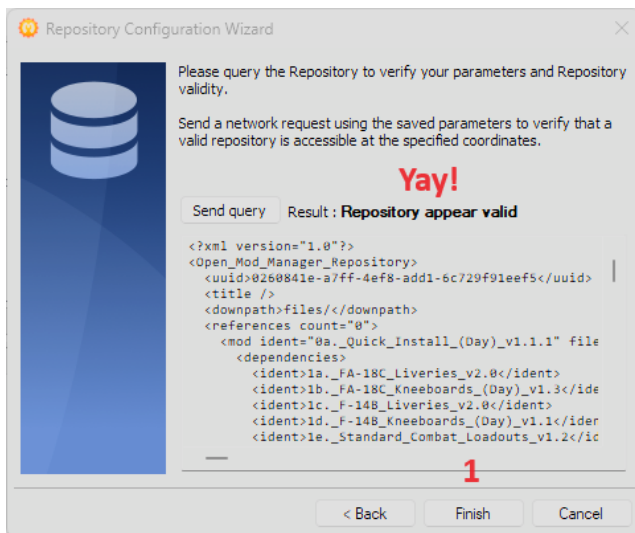 Repository Configuration Wizard
Please query the Repository to verify your parameters and Repository
validity.
Send a network request using the saved parameters to verify that a
valid repository is accessible at the specified coordinates.
Yay!
Send query Result : Repository appear valid
<?xml version="1.0"?>
<Open_Mod_Manager_Repository>
<uuid>0260841e-a7ff-4ef8-add1-6c729f91eef5</uuid>
<title />
<downpath>files/</downpath>
<references count="0">
<mod ident="0a._Quick_Install_(Day)_v1.1.1" file
<dependencies>
<ident>1a._FA-18C_Liveries_v2.0</ident>
<ident>1b._FA-18C_Kneeboards_(Day)_v1.3</ide
<ident>1c._F-14B_Liveries_v2.0</ident>
<ident>1d._F-14B_Kneeboards_(Day)_v1.1</iden
<ident>1e._Standard_Combat_Loadouts_v1.2</ic
1
< Back Finish Cancel